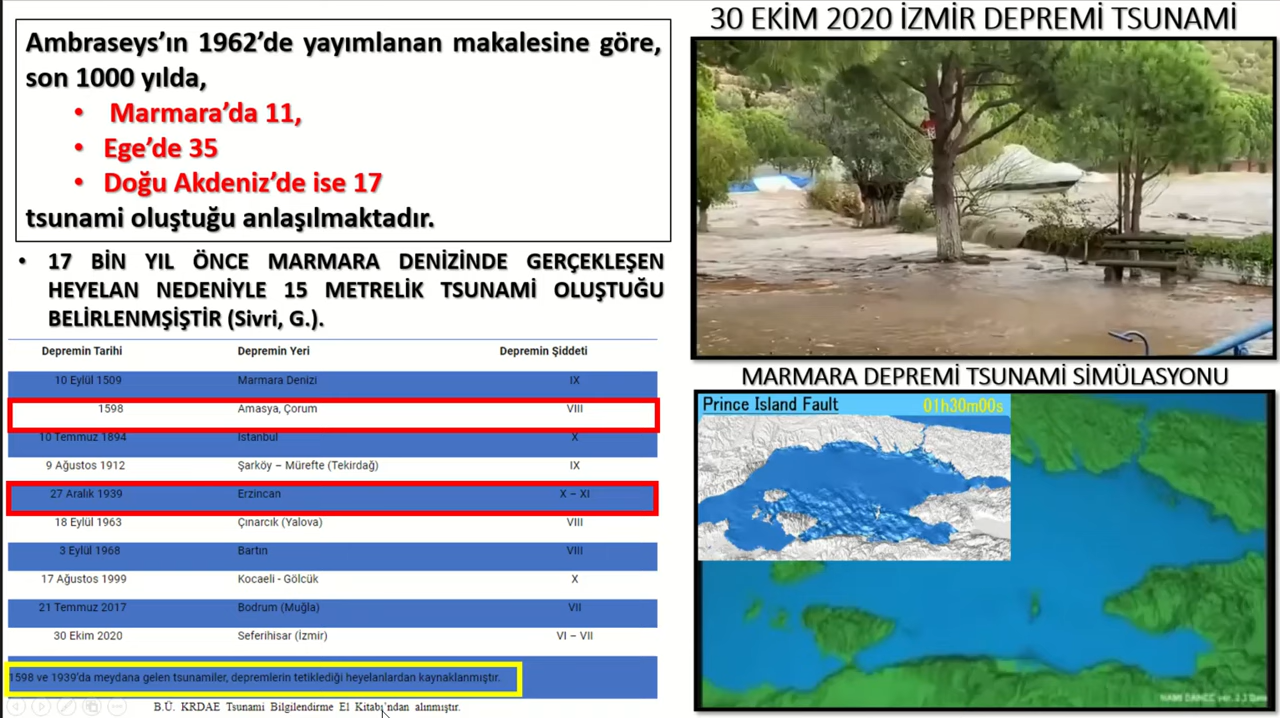 Ambraseys’ın 1962’de yayımlanan makalesine göre,
son 1000 yılda,
• Marmara’da 11,
• Ege’de 35
• Doğu Akdeniz’de ise 17
tsunami oluştuğu anlaşılmaktadır.
• 17 BİN YIL ÖNCE MARMARA DENİZİNDE GERÇEKLEŞEN
HEYELAN NEDENİYLE 15 METRELİK TSUNAMİ OLUŞTUĞU
BELİRLENMŞİŞTİR (Sivri, G.).
Depremin Tarihi Depremin Yeri Depremin Şiddeti
10 Eylül 1509 Marmara Denizi IX
1598 Amasya, Çorum VIII
10 Temmuz 1894 İstanbul X
9 Ağustos 1912 Şarköy – Mürefte (Tekirdağ) IX
27 Aralık 1939 Erzincan X – XI
18 Eylül 1963 Çınarcık (Yalova) VIII
3 Eylül 1968 Bartın VIII
17 Ağustos 1999 Kocaeli - Gölcük X
21 Temmuz 2017 Bodrum (Muğla) VII
30 Ekim 2020 Seferihisar (İzmir) VI – VII
1598 ve 1939’da meydana gelen tsunamiler, depremlerin tetiklediği heyelanlardan kaynaklanmıştır.
B.Ü. KRDAE Tsunami Bilgilendirme El Kitabı’ndan alınmıştır.
30 EKİM 2020 İZMİR DEPREMİ TSUNAMİ
MARMARA DEPREMİ TSUNAMİ SİMÜLASYONU
Prince Island Fault 01h30m00s
NAMI DANCE ver.